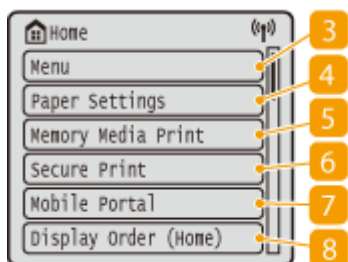 Home
3
Menu
4
Paper Settings
5
Memory Media Print
6
Secure Print
7
Mobile Portal
8
Display Order (Home)